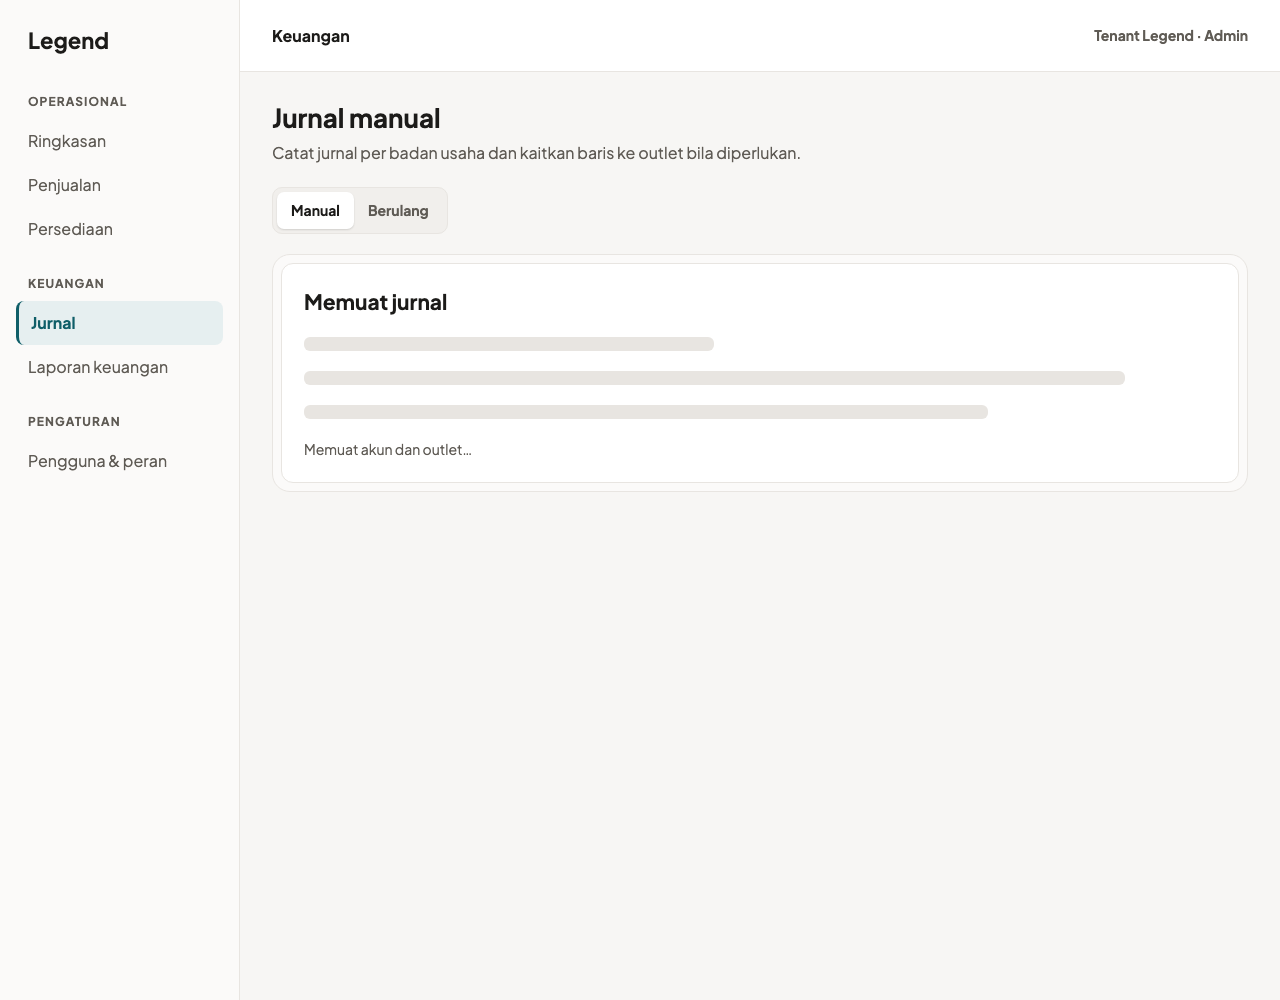 Legend
OPERASIONAL
Ringkasan
Penjualan
Persediaan
KEUANGAN
Jurnal
Laporan keuangan
PENGATURAN
Pengguna & peran
Keuangan
Tenant Legend · Admin
Jurnal manual
Catat jurnal per badan usaha dan kaitkan baris ke outlet bila diperlukan.
Manual
Berulang
Memuat jurnal
Memuat akun dan outlet…